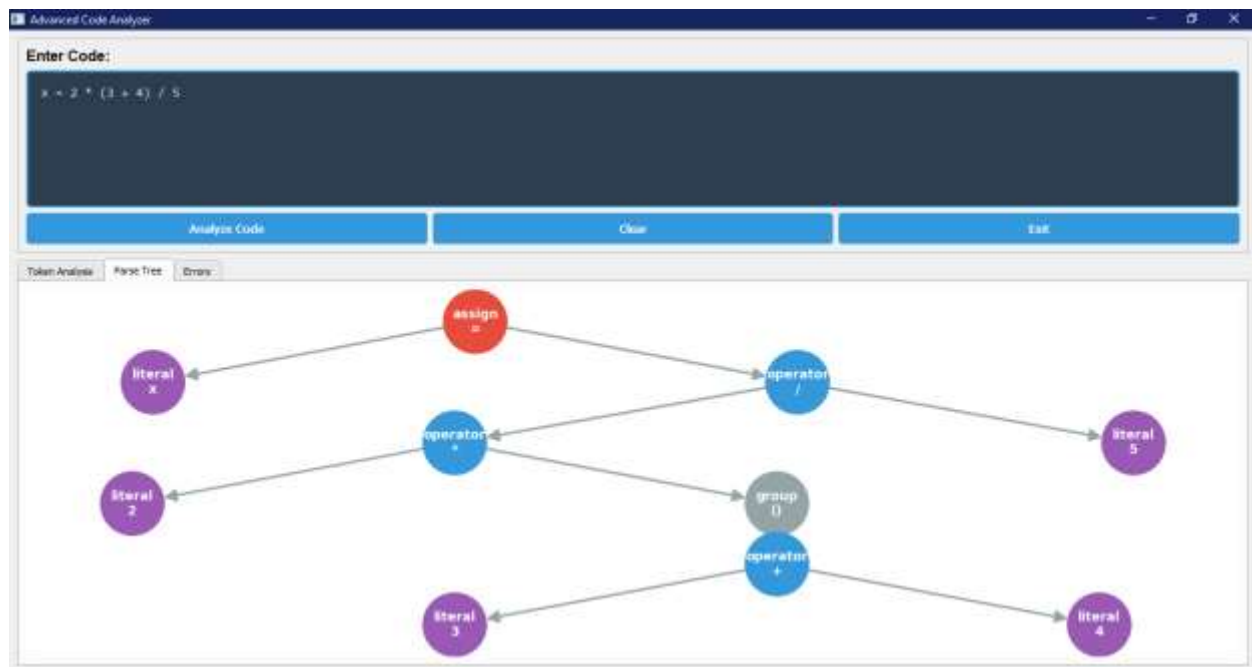 Advanced Code Analyzer
Enter Code:
x = 2 * (3 + 4) / 5
Analyze Code
Clear
Exit
Token Analysis
Parse Tree
Errors
assign
=
literal
x
operator
/
operator
*
literal
5
literal
2
group
()
operator
+
literal
3
literal
4